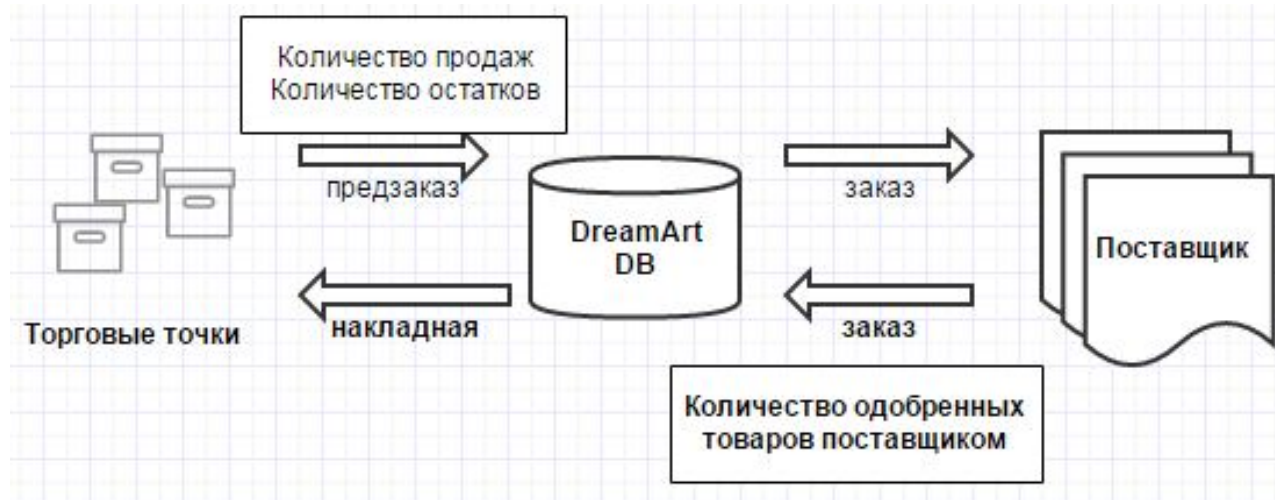 Количество продаж
Количество остатков
предзаказ
заказ
DreamArt
DB
Поставщик
Торговые точки
накладная
заказ
Количество одобренных
товаров поставщиком